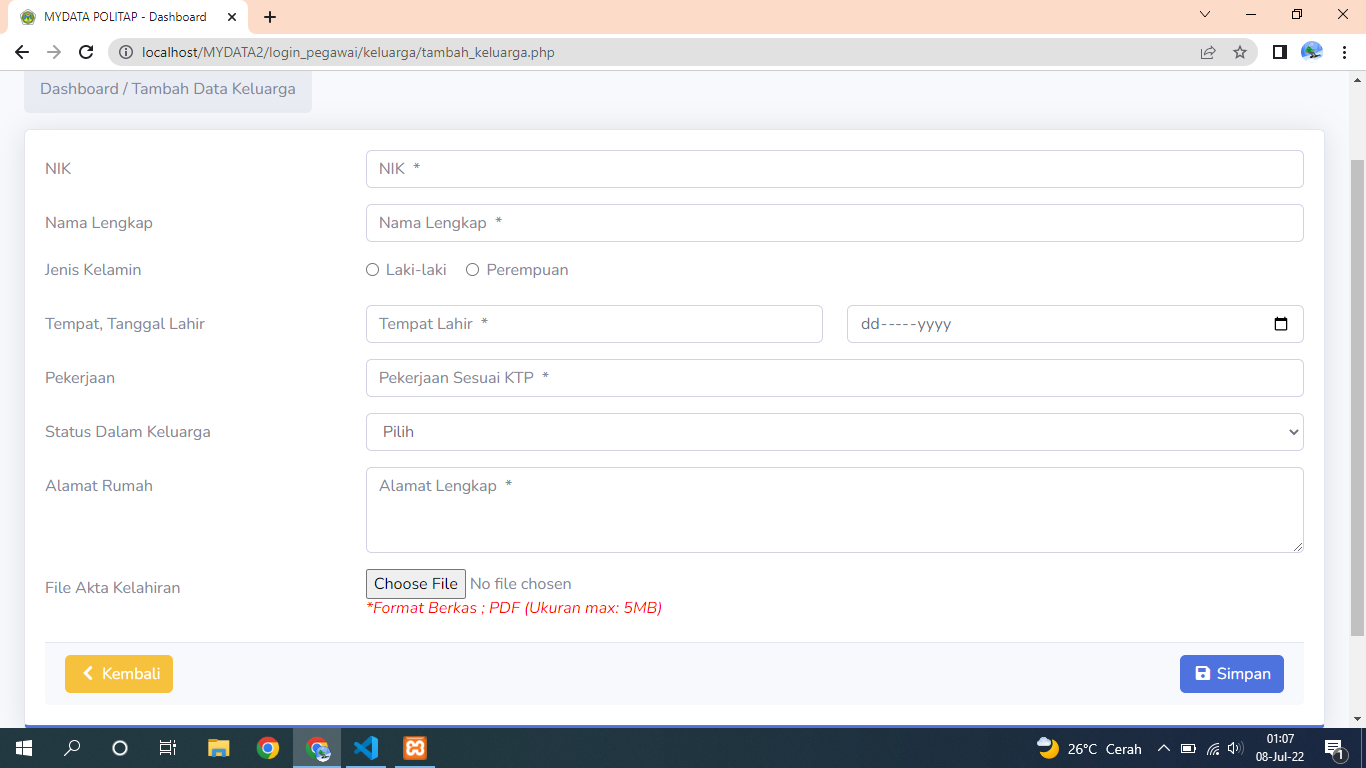 MYDATA POLITAP - Dashboard
localhost/MYDATA2/login_pegawai/keluarga/tambah_keluarga.php
Dashboard / Tambah Data Keluarga
NIK NIK *
Nama Lengkap Nama Lengkap *
Jenis Kelamin Laki-laki Perempuan
Tempat, Tanggal Lahir Tempat Lahir * dd-----yyyy
Pekerjaan Pekerjaan Sesuai KTP *
Status Dalam Keluarga Pilih
Alamat Rumah Alamat Lengkap *
File Akta Kelahiran Choose File No file chosen
*Format Berkas ; PDF (Ukuran max: 5MB)
Kembali Simpan
26°C Cerah 01:07
08-Jul-22 1